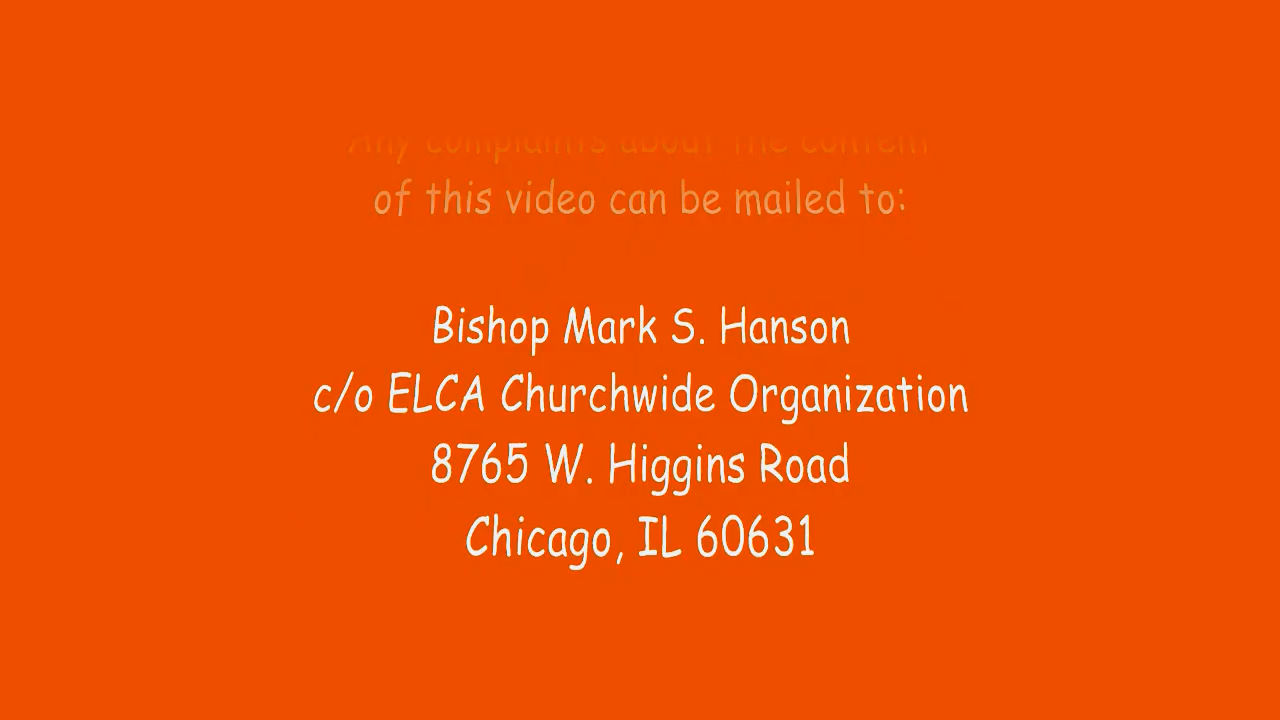 Any complaints about the content
of this video can be mailed to:
Bishop Mark S. Hanson
c/o ELCA Churchwide Organization
8765 W. Higgins Road
Chicago, IL 60631